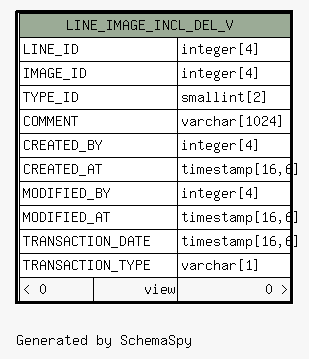 LINE_IMAGE_INCL_DEL_V
LINE_ID integer[4]
IMAGE_ID integer[4]
TYPE_ID smallint[2]
COMMENT varchar[1024]
CREATED_BY integer[4]
CREATED_AT timestamp[16,6]
MODIFIED_BY integer[4]
MODIFIED_AT timestamp[16,6]
TRANSACTION_DATE timestamp[16,6]
TRANSACTION_TYPE varchar[1]
< 0 view 0 >
Generated by SchemaSpy